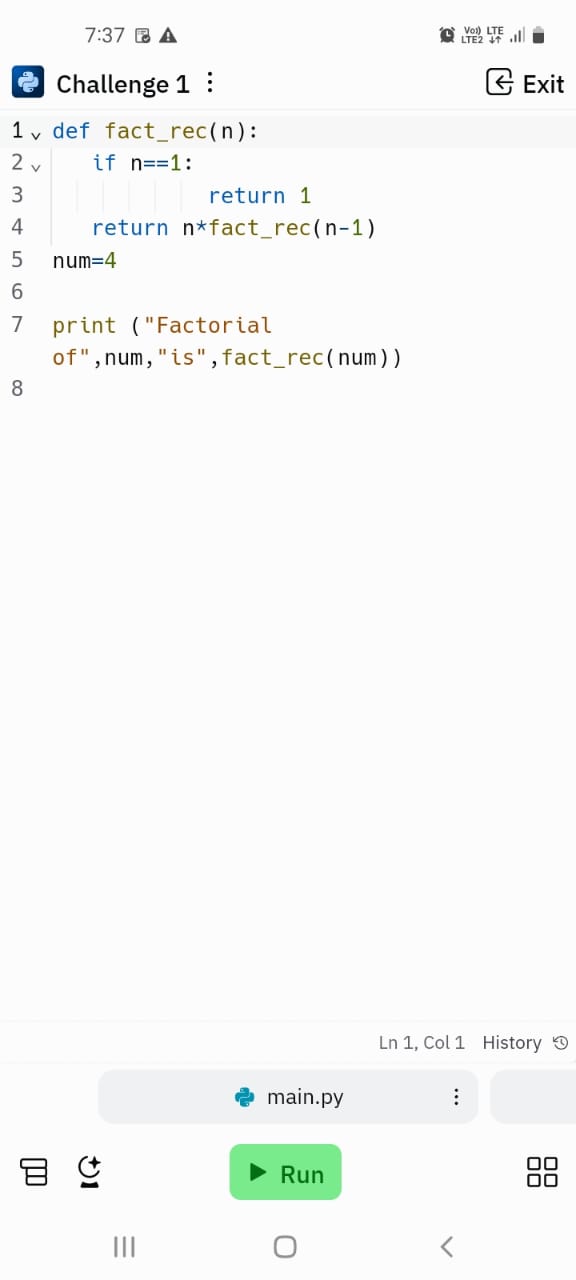 7:37
Vo)) LTE
LTE2
Challenge 1
Exit
1 def fact_rec(n):
2 if n==1:
3 return 1
4 return n*fact_rec(n-1)
5 num=4
6
7 print ("Factorial
of",num,"is",fact_rec(num))
8
Ln 1, Col 1 History
main.py
Run